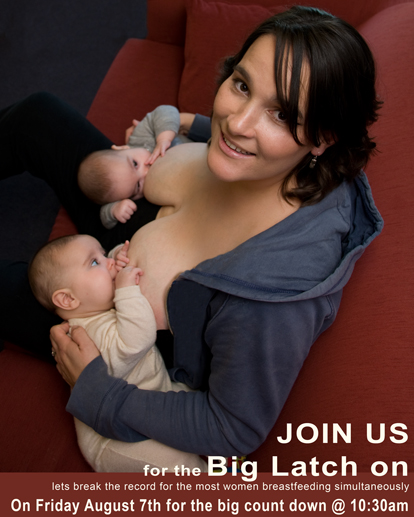 JOIN US
for the Big Latch on
lets break the record for the most women breastfeeding simultaneously
On Friday August 7th for the big count down @ 10:30am